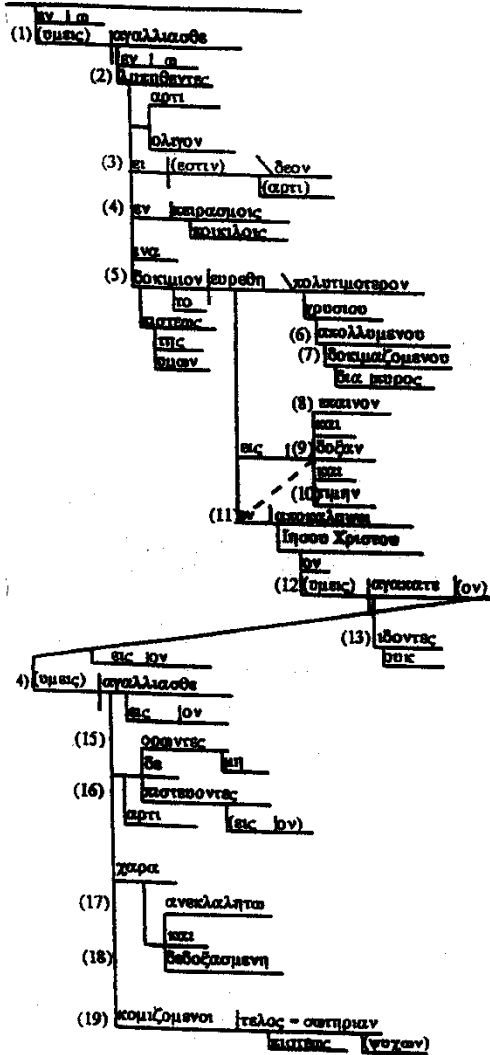 εν | ω
(1) (υμεις) αγαλλιασθε
εν | ω
(2) λυπηθεντες
αρτι
ολιγον
(3) ει (εστιν) δεον
(αρτι)
(4) εν πειρασμοις
ποικιλοις
ινα
(5) δοκιμιον ευρεθη πολυτιμοτερον
το χρυσιου
πιστεως (6) απολλυμενου
της (7) δοκιμαζομενου
υμων δια πυρος
(8) επαινον
και
εις (9) δοξαν
και
(10) τιμην
(11) εν αποκαλυψει
Ιησου Χριστου
ον
(12) (υμεις) αγαπατε (ον)
(13) ιδοντες
ουκ
εις ον
4) (υμεις) αγαλλιασθε
εις ον
(15) ορωντες
δε μη
(16) πιστευοντες
αρτι (εις ον)
χαρα
(17) ανεκλαλητω
και
(18) δεδοξασμενη
(19) κομιζομενοι τελος = σωτηριαν
πιστεως (ψυχων)